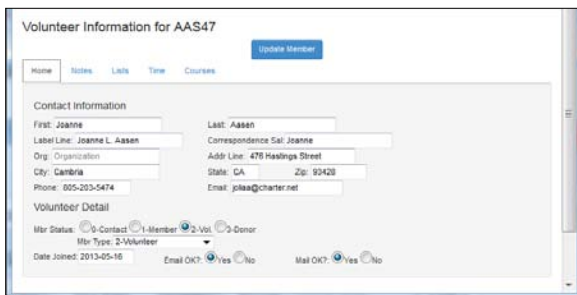 Volunteer Information for AAS47
Update Member
Home Notes Lists Time Courses
Contact Information
First: Joanne Last: Aasen
Label Line: Joanne L. Aasen Correspondence Sal: Joanne
Org: Organization Addr Line: 476 Hastings Street
City: Cambria State: CA Zip: 93428
Phone: 805-203-5474 Email: joliaa@charter.net
Volunteer Detail
Mbr Status: 0-Contact 1-Member 2-Vol. 3-Donor
Mbr Type: 2-Volunteer
Date Joined: 2013-05-16 Email OK?: Yes No Mail OK?: Yes No